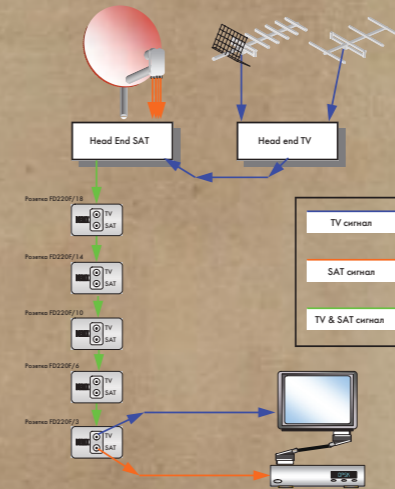 Head End SAT
Head end TV
Розетка FD220F/18
TV
SAT
Розетка FD220F/14
TV
SAT
Розетка FD220F/10
TV
SAT
Розетка FD220F/6
TV
SAT
Розетка FD220F/2
TV
SAT
TV сигнал
SAT сигнал
TV & SAT сигнал